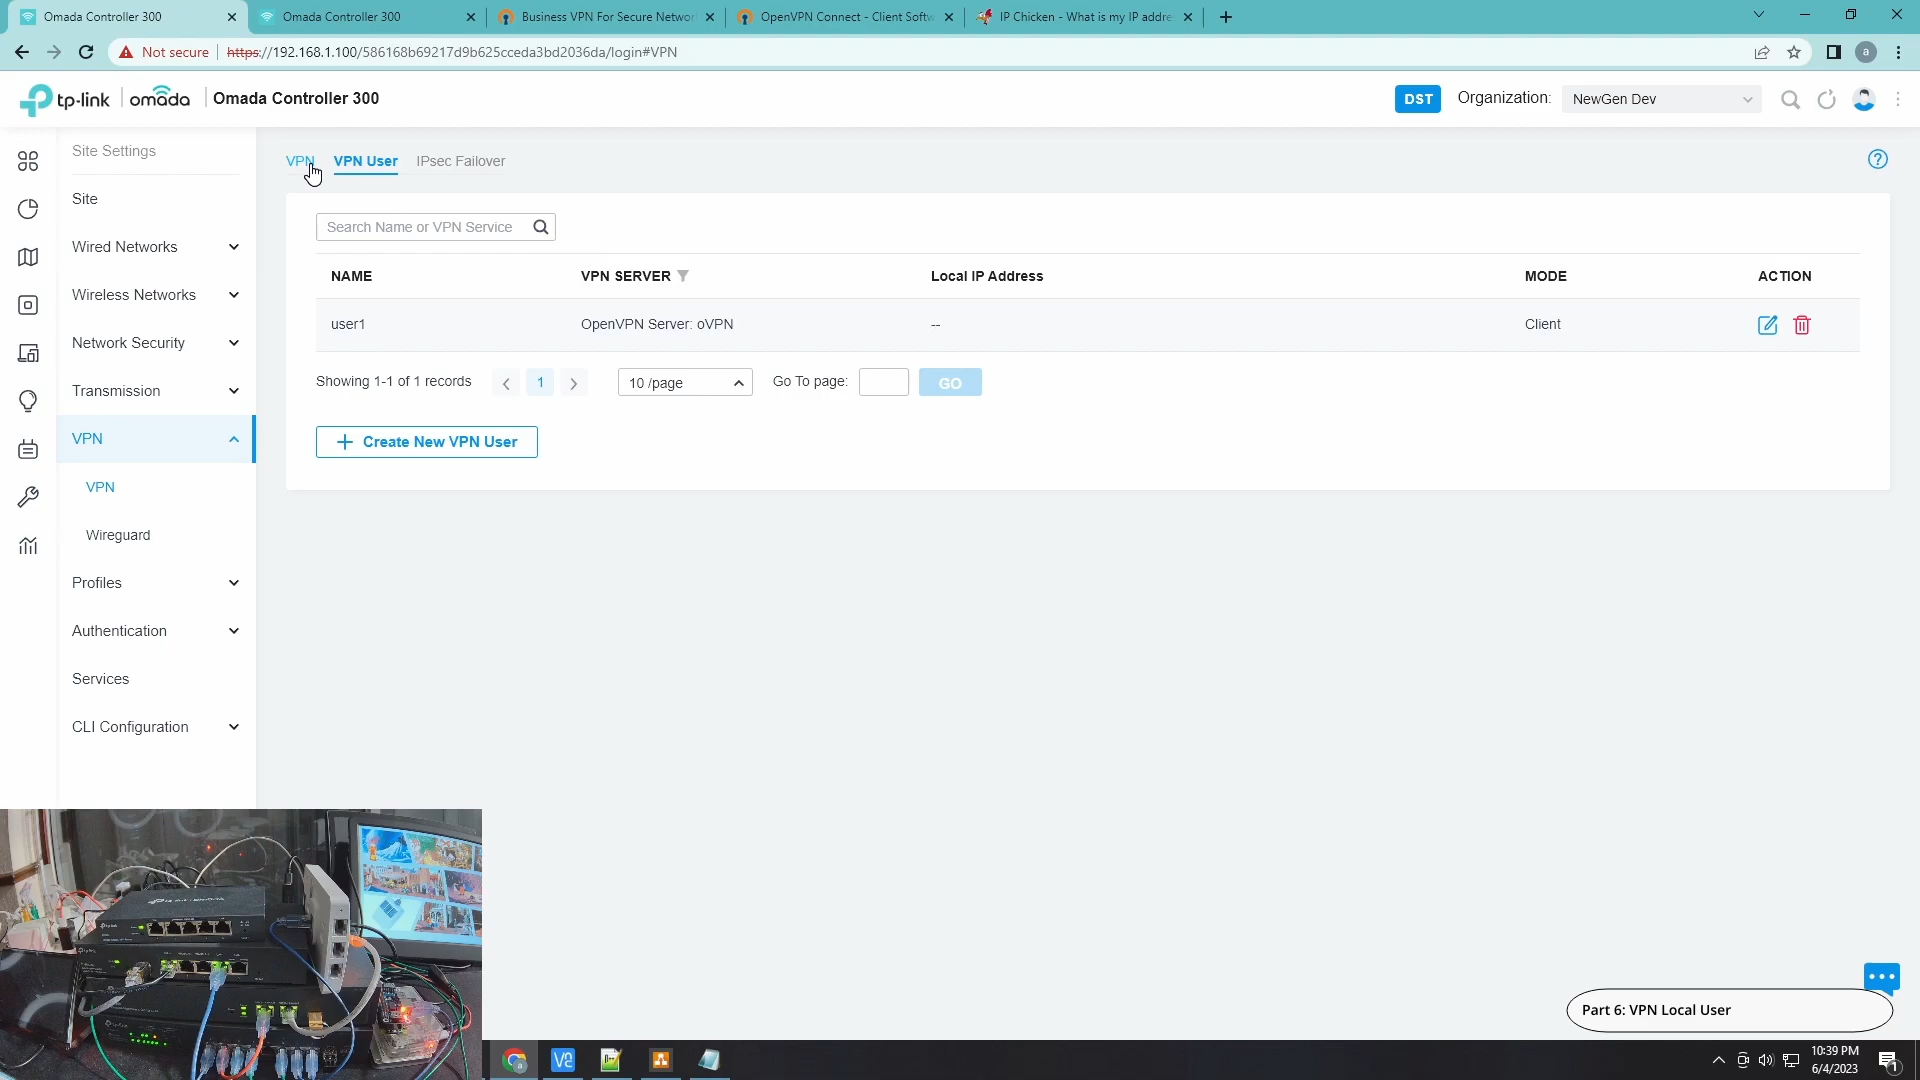 Omada Controller 300
Omada Controller 300
Business VPN For Secure Networ
OpenVPN Connect - Client Softw
IP Chicken - What is my IP addre
Not secure
https://192.168.1.100/586168b69217d9b625cceda3bd2036da/login#VPN
a
tp-link
omada
Omada Controller 300
DST
Organization:
NewGen Dev
Site Settings
Site
Wired Networks
Wireless Networks
Network Security
Transmission
VPN
VPN
Wireguard
Profiles
Authentication
Services
CLI Configuration
VPN
VPN User
IPsec Failover
?
Search Name or VPN Service
NAME
VPN SERVER
Local IP Address
MODE
ACTION
user1
OpenVPN Server: oVPN
--
Client
Showing 1-1 of 1 records
1
10 /page
Go To page:
GO
Create New VPN User
Part 6: VPN Local User
10:39 PM
6/4/2023
1